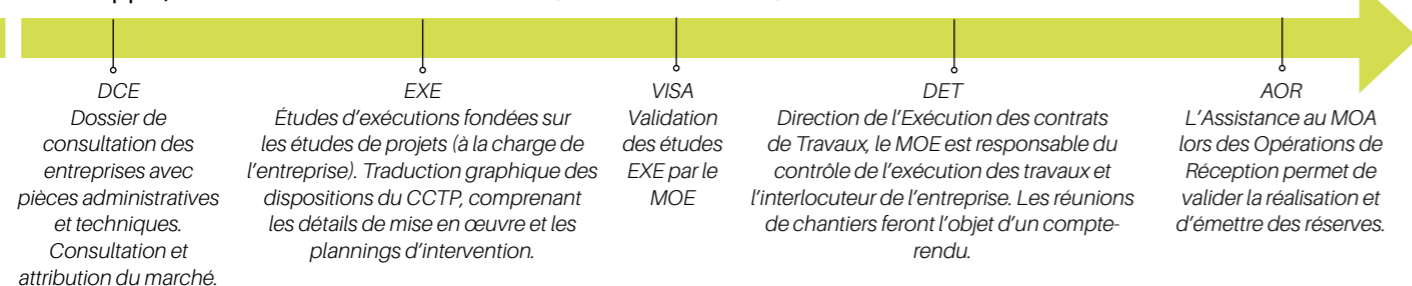 DCE
Dossier de
consultation des
entreprises avec
pièces administratives
et techniques.
Consultation et
attribution du marché.
EXE
Études d'exécutions fondées sur
les études de projets (à la charge de
l'entreprise). Traduction graphique des
dispositions du CCTP, comprenant
les détails de mise en œuvre et les
plannings d'intervention.
VISA
Validation
des études
EXE par le
MOE
DET
Direction de l'Exécution des contrats
de Travaux, le MOE est responsable du
contrôle de l'exécution des travaux et
l'interlocuteur de l'entreprise. Les réunions
de chantiers feront l'objet d'un compte-
rendu.
AOR
L'Assistance au MOA
lors des Opérations de
Réception permet de
valider la réalisation et
d'émettre des réserves.